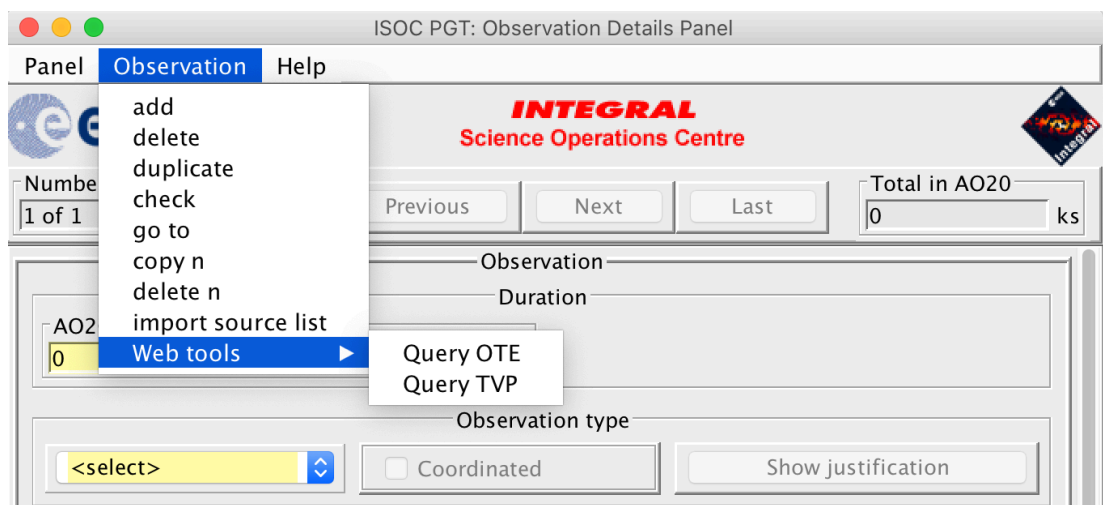 ISOC PGT: Observation Details Panel
Panel Observation Help
add
delete
duplicate
check
go to
copy n
delete n
import source list
Web tools
Query OTE
Query TVP
INTEGRAL
Science Operations Centre
Integral
1 of 1
Previous
Next
Last
Total in AO20
0 ks
Observation
Duration
0
Observation type
<select>
Coordinated
Show justification